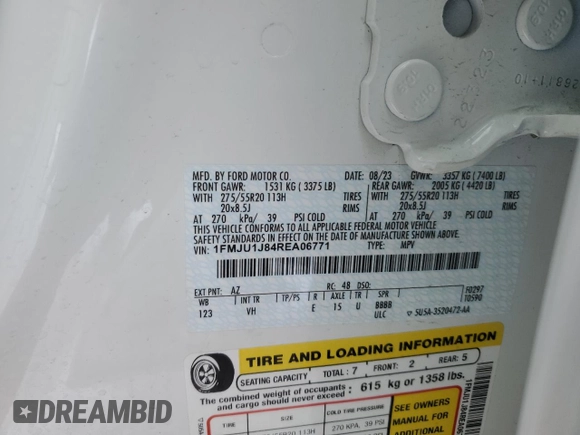 MFD. BY FORD MOTOR CO.
DATE: 08/23 GVWR: 3357 KG (7400 LB)
FRONT GAWR: 1531 KG (3375 LB) REAR GAWR: 2005 KG (4420 LB)
WITH 275/55R20 113H TIRES WITH 275/55R20 113H TIRES
20x8.5J RIMS 20x8.5J RIMS
AT 270 kPa/ 39 PSI COLD AT 270 kPa/ 39 PSI COLD
THIS VEHICLE CONFORMS TO ALL APPLICABLE FEDERAL MOTOR VEHICLE
SAFETY, BUMPER, AND THEFT PREVENTION STANDARDS IN EFFECT ON THE
DATE OF MANUFACTURE SHOWN ABOVE.
VIN: 1FMJU1J84REA06771 TYPE: MPV
EXT PNT: AZ RC: 48 DSO: F0297
WB INT TR TP/PS R AXLE TR SPR T0590
123 VH E 15 U BBBB
ULC 5U5A-3520472-AA
TIRE AND LOADING INFORMATION
SEATING CAPACITY TOTAL: 7 FRONT: 2 REAR: 5
The combined weight of occupants and cargo should never exceed: 615 kg or 1358 lbs.
TIRE SIZE COLD TIRE PRESSURE
270 KPA, 39 PSI
SEE OWNERS
MANUAL FOR
ADDITIONAL
DREAMBID